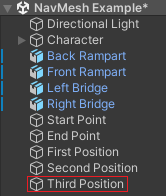 NavMesh Example*
Directional Light
Character
Back Rampart
Front Rampart
Left Bridge
Right Bridge
Start Point
End Point
First Position
Second Position
Third Position